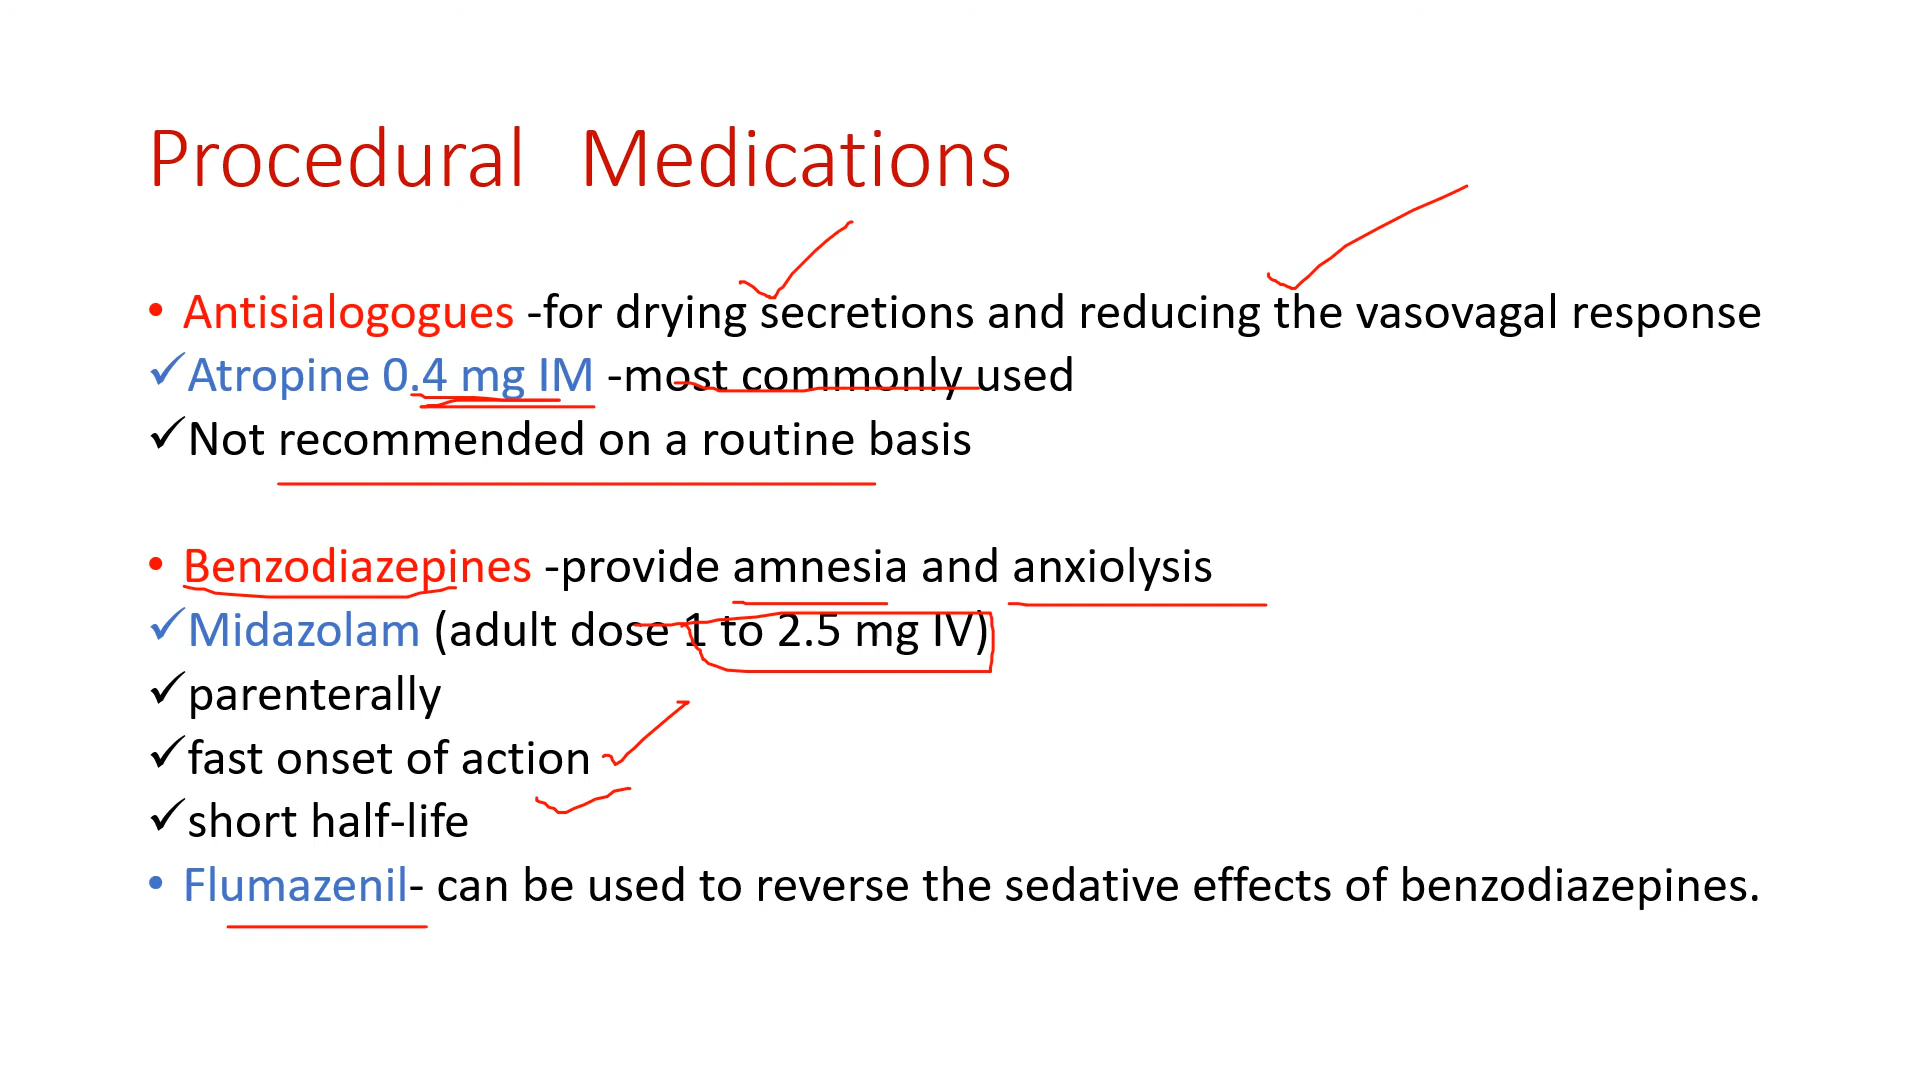 Procedural Medications
• Antisialogogues -for drying secretions and reducing the vasovagal response
✓Atropine 0.4 mg IM -most commonly used
✓Not recommended on a routine basis
• Benzodiazepines -provide amnesia and anxiolysis
✓Midazolam (adult dose 1 to 2.5 mg IV)
✓parenterally
✓fast onset of action
✓short half-life
• Flumazenil- can be used to reverse the sedative effects of benzodiazepines.